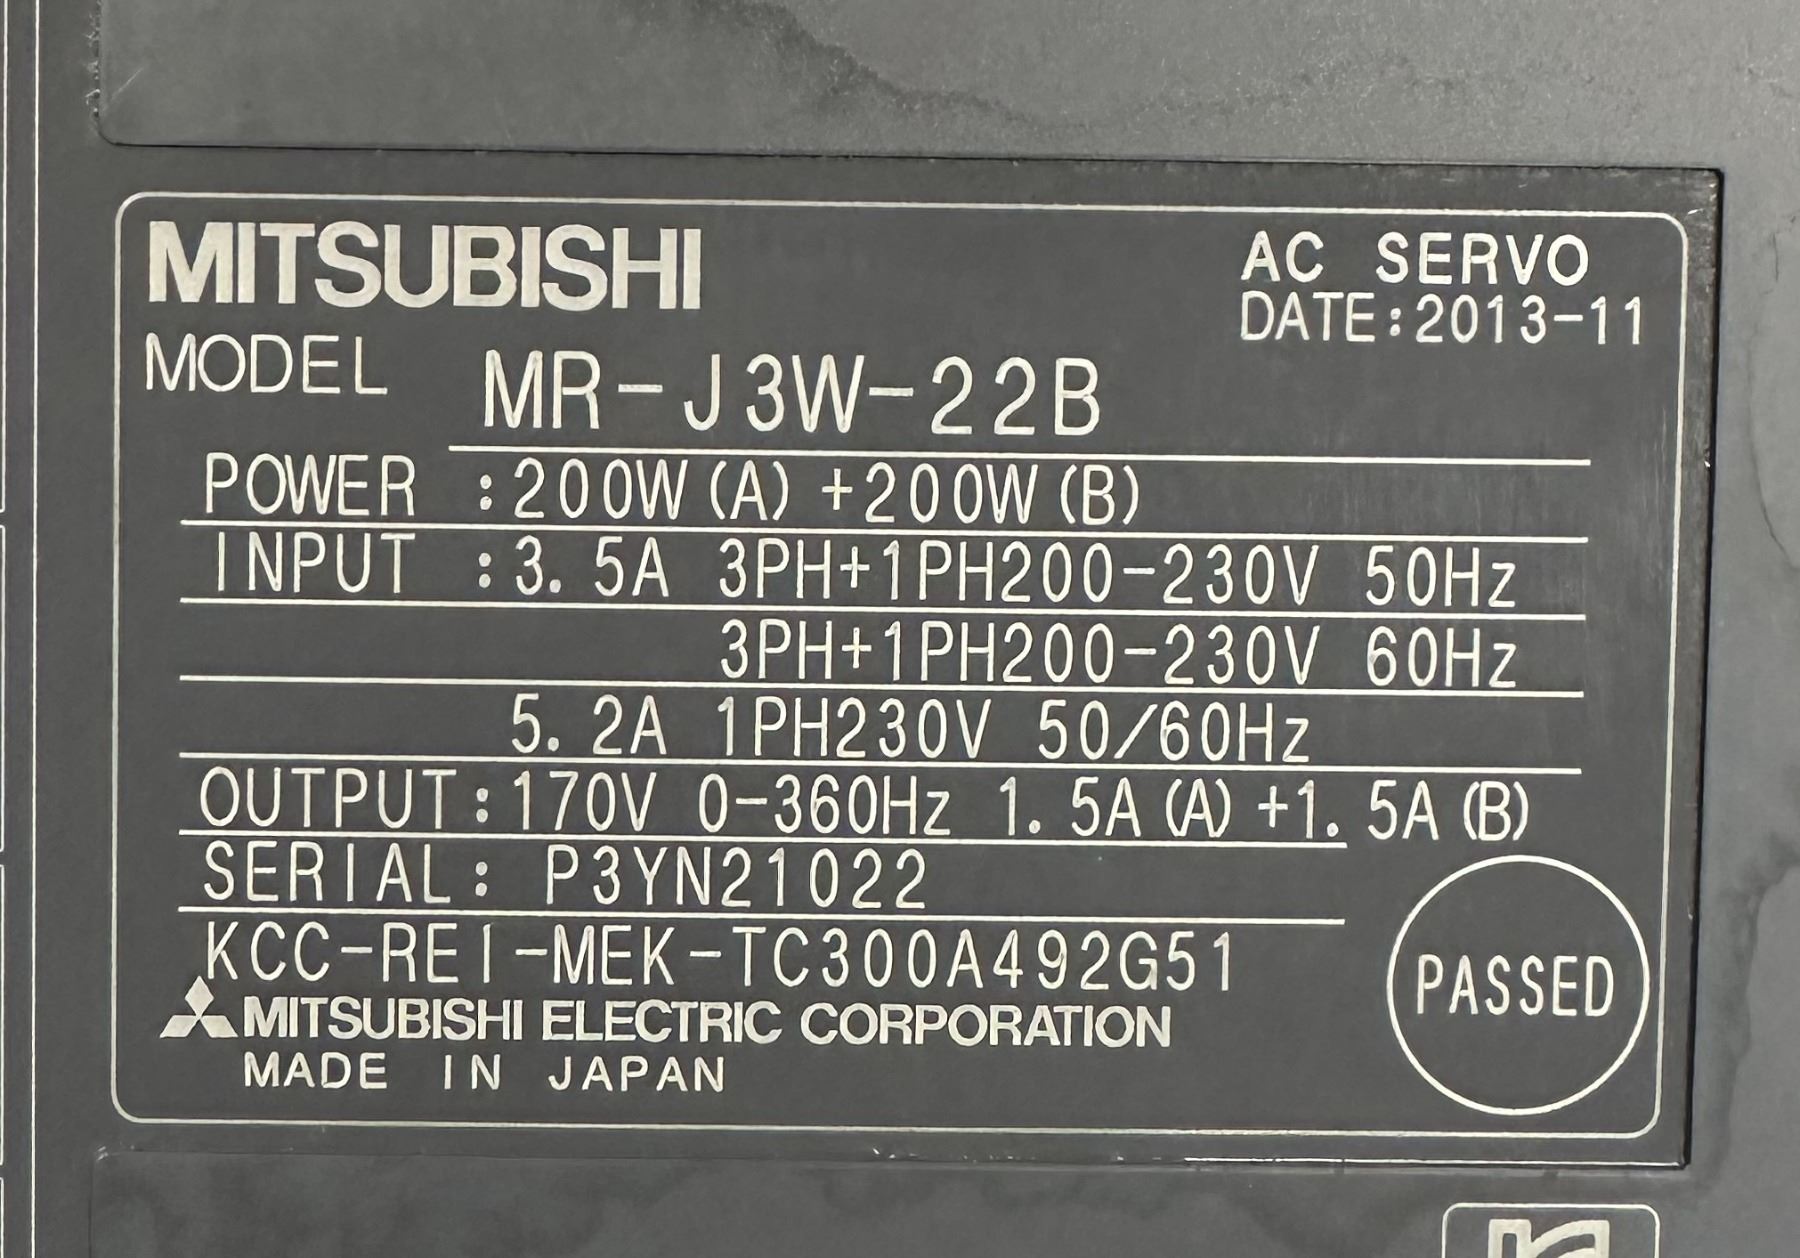 MITSUBISHI
AC SERVO
DATE:2013-11
MODEL MR-J3W-22B
POWER :200W(A)+200W(B)
INPUT :3.5A 3PH+1PH200-230V 50Hz
3PH+1PH200-230V 60Hz
5.2A 1PH230V 50/60Hz
OUTPUT:170V 0-360Hz 1.5A(A)+1.5A(B)
SERIAL: P3YN21022
KCC-REI-MEK-TC300A492G51
MITSUBISHI ELECTRIC CORPORATION
MADE IN JAPAN
PASSED